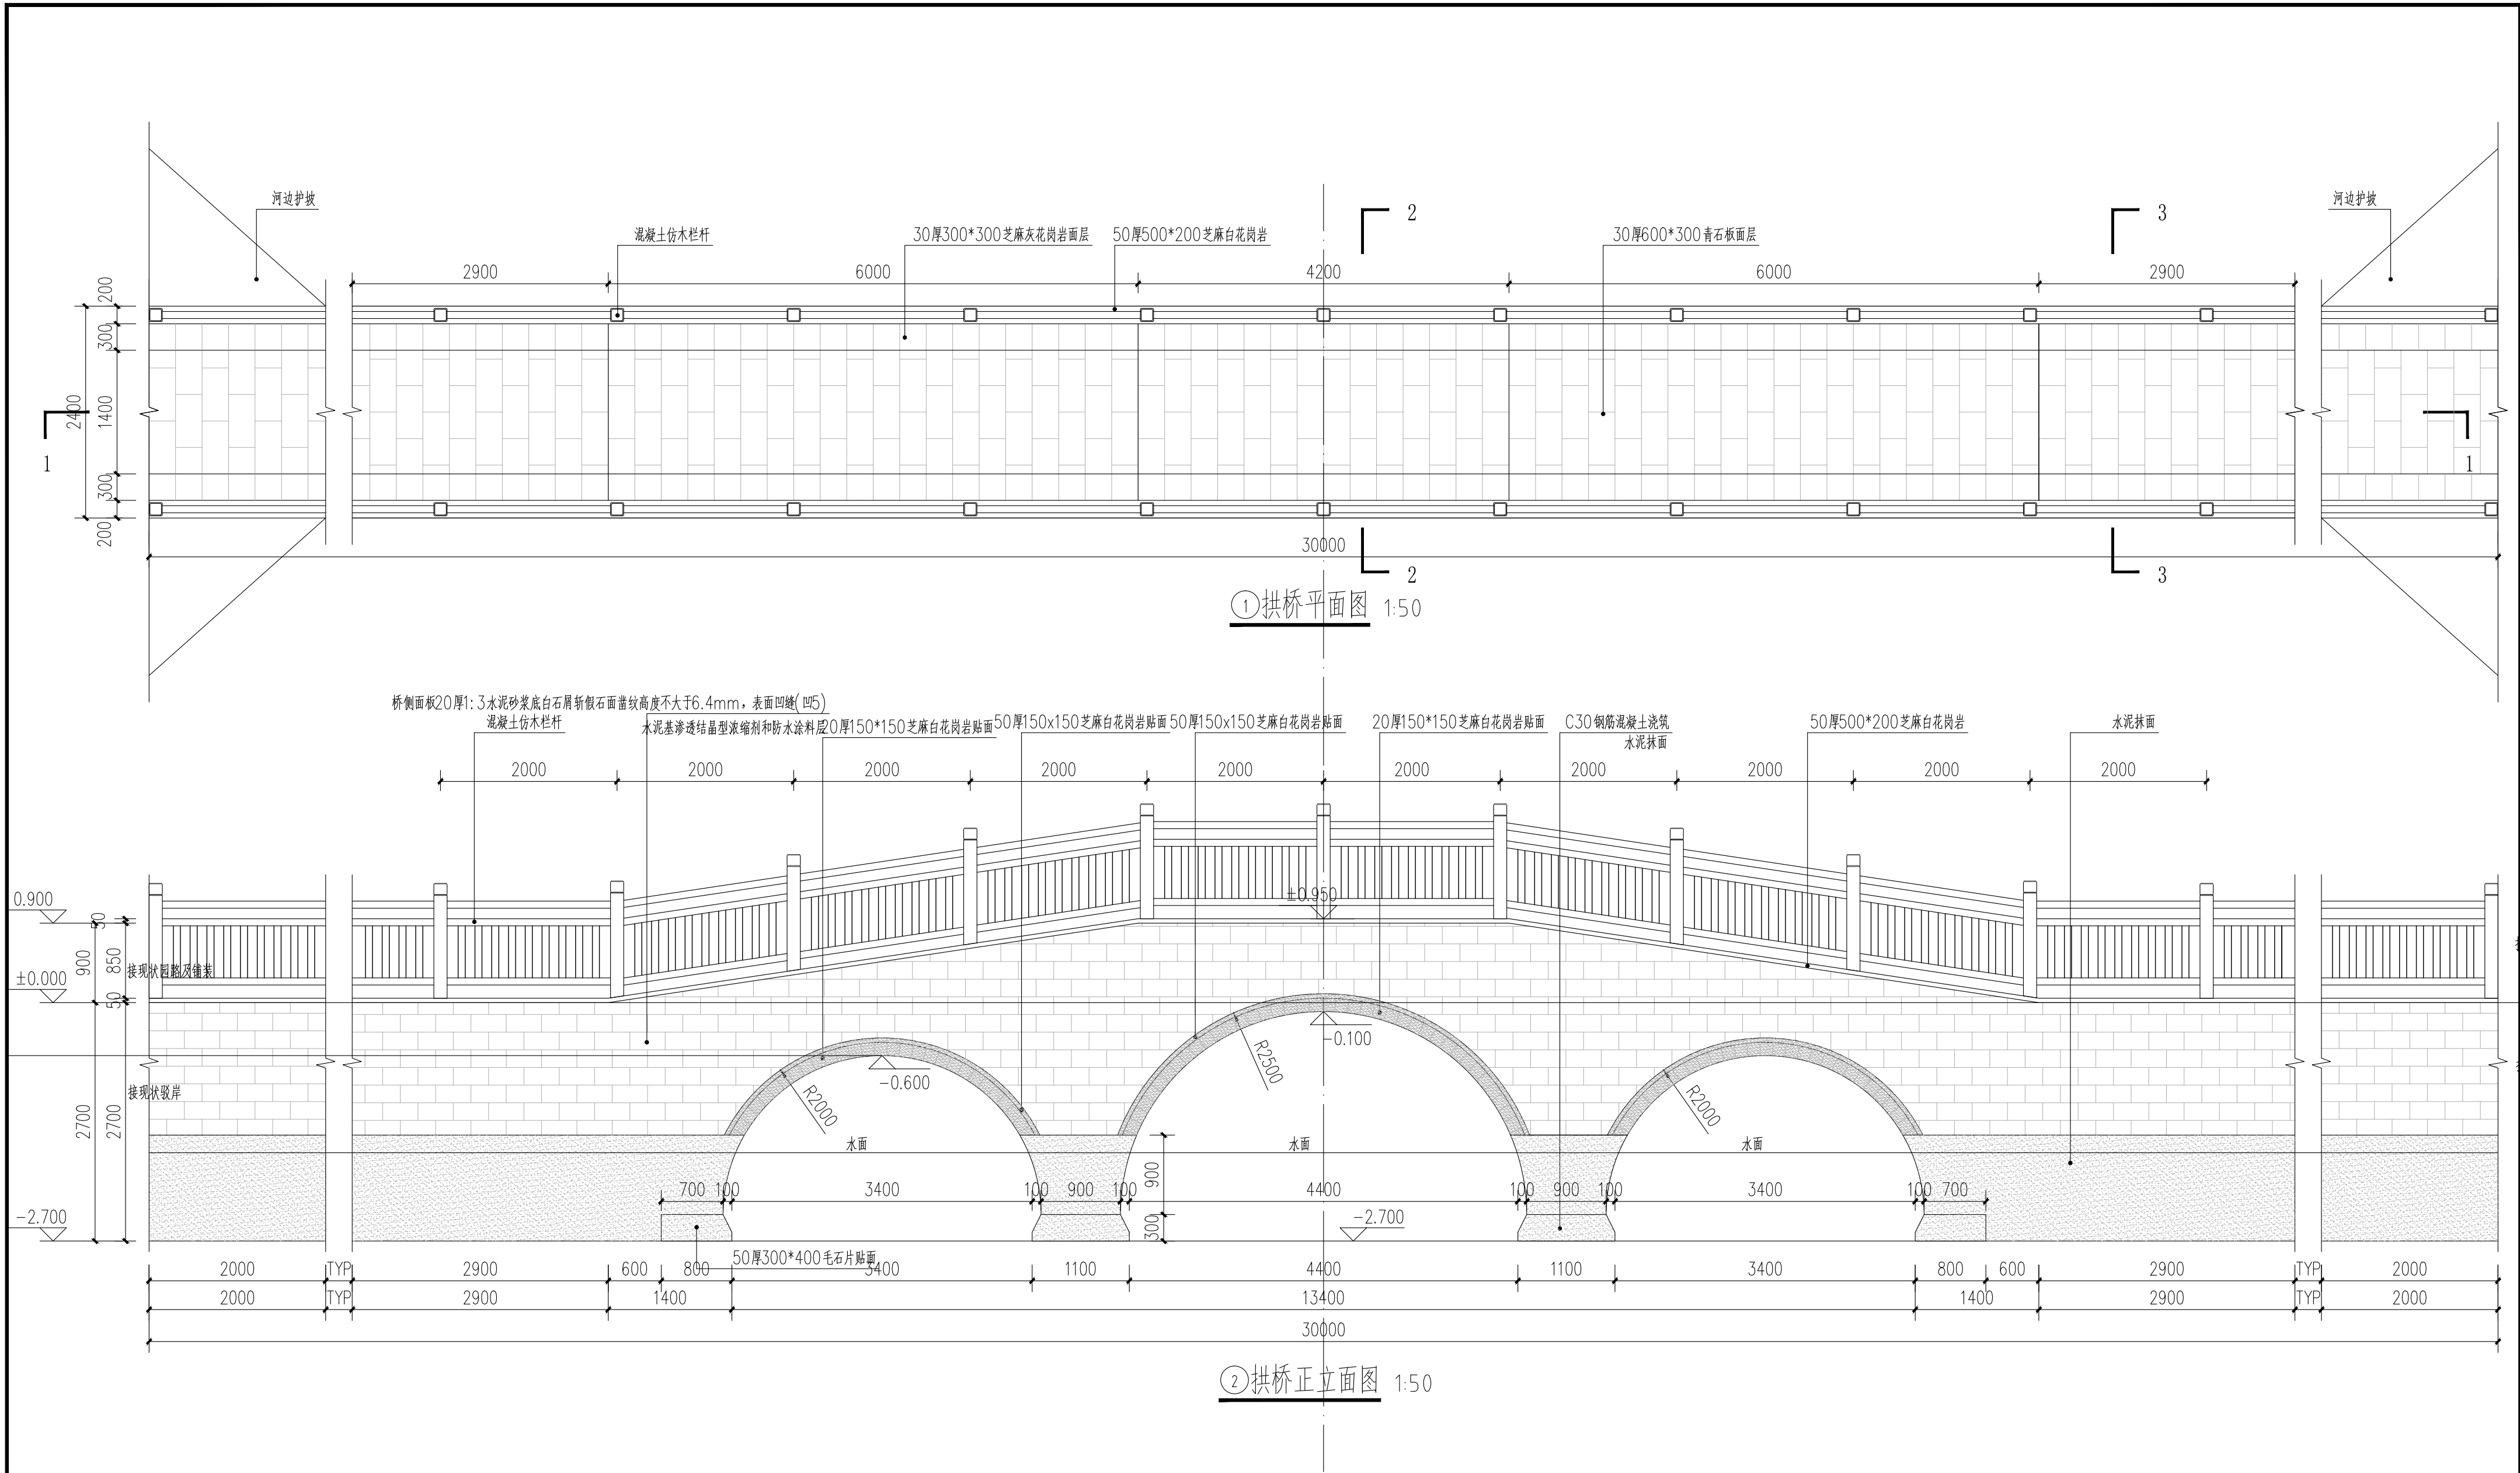 河边护坡
河边护坡
2
3
混凝土仿木栏杆
30厚300*300芝麻灰花岗岩面层
50厚500*200芝麻白花岗岩
30厚600*300青石板面层
2900
6000
4200
6000
2900
200
300
1400
300
200
2400
1
1
30000
2
3
①拱桥平面图 1:50
桥侧面板20厚1:3水泥砂浆底白石屑斩假石面凿纹高度不大于6.4mm，表面凹缝(凹5)
混凝土仿木栏杆
水泥基渗透结晶型浓缩剂和防水涂料层
20厚150*150芝麻白花岗岩贴面
50厚150x150芝麻白花岗岩贴面
50厚150x150芝麻白花岗岩贴面
20厚150*150芝麻白花岗岩贴面
C30钢筋混凝土浇筑
水泥抹面
50厚500*200芝麻白花岗岩
水泥抹面
2000
2000
2000
2000
2000
2000
2000
2000
2000
2000
0.900
50
900
850
接现状园路及铺装
±0.000
50
±0.950
-0.100
R2500
-0.600
R2000
R2000
接现状驳岸
2700
2700
水面
水面
水面
900
300
700
100
3400
100
900
100
4400
100
900
100
3400
100
700
-2.700
-2.700
50厚300*400毛石片贴面
2000
TYP
2900
600
800
3400
1100
4400
1100
3400
800
600
2900
TYP
2000
2000
TYP
2900
1400
13400
1400
2900
TYP
2000
30000
②拱桥正立面图 1:50